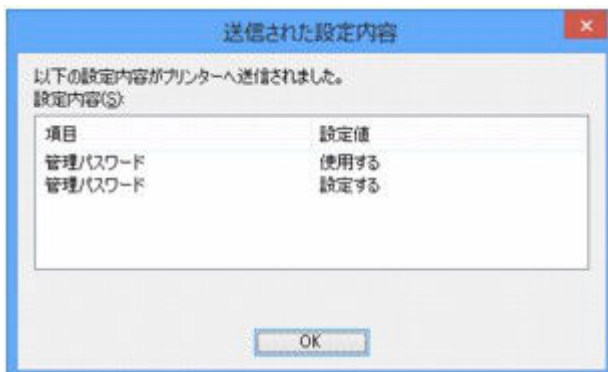 送信された設定内容
以下の設定内容がプリンターへ送信されました。
設定内容(S):
項目 設定値
管理パスワード 使用する
管理パスワード 設定する
OK